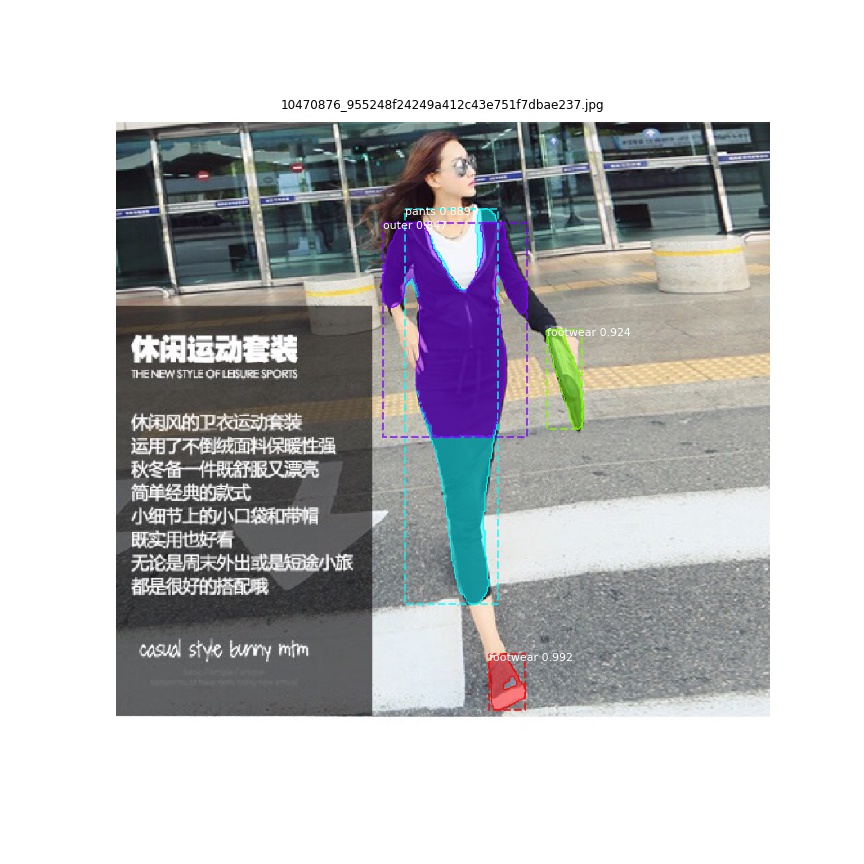 10470876_955248f24249a412c43e751f7dbae237.jpg
pants 0.889
outer
footwear 0.924
休闲运动套装
THE NEW STYLE OF LEISURE SPORTS
休闲风的卫衣运动套装
运用了不倒绒面料保暖性强
秋冬备一件既舒服又漂亮
简单经典的款式
小细节上的小口袋和带帽
既实用也好看
无论是周末外出或是短途小旅
都是很好的搭配哦
casual style bunny mtm
footwear 0.992